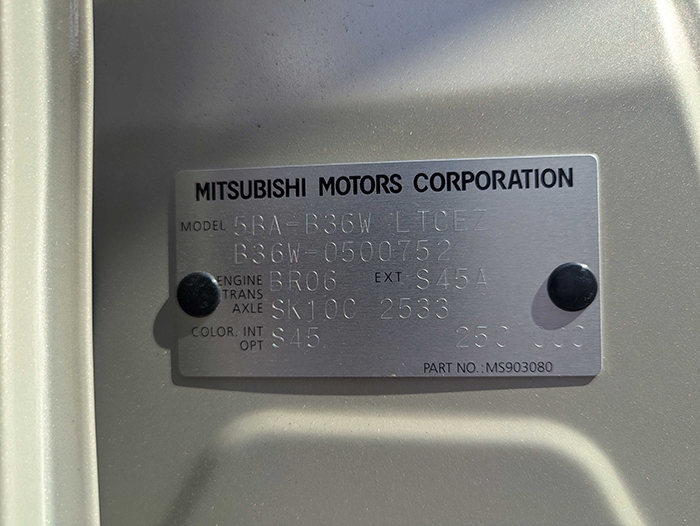 MITSUBISHI MOTORS CORPORATION
MODEL 5BA-B36W LTCEZ
B36W-0500752
ENGINE BR06 EXT S45A
TRANS
AXLE SK10C 2533
COLOR. INT S45
OPT 25C
PART NO.:MS903080